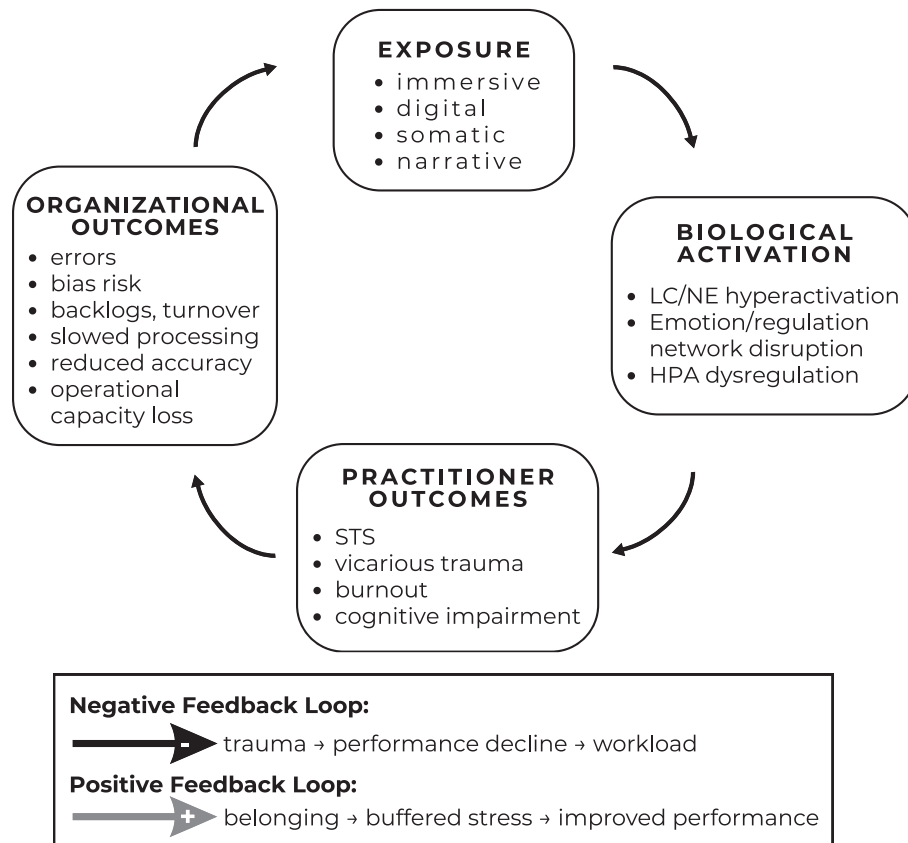 EXPOSURE
• immersive
• digital
• somatic
• narrative
ORGANIZATIONAL
OUTCOMES
• errors
• bias risk
• backlogs, turnover
• slowed processing
• reduced accuracy
• operational
capacity loss
BIOLOGICAL
ACTIVATION
• LC/NE hyperactivation
• Emotion/regulation
network disruption
• HPA dysregulation
PRACTITIONER
OUTCOMES
• STS
• vicarious trauma
• burnout
• cognitive impairment
Negative Feedback Loop:
- trauma → performance decline → workload
Positive Feedback Loop:
+ belonging → buffered stress → improved performance